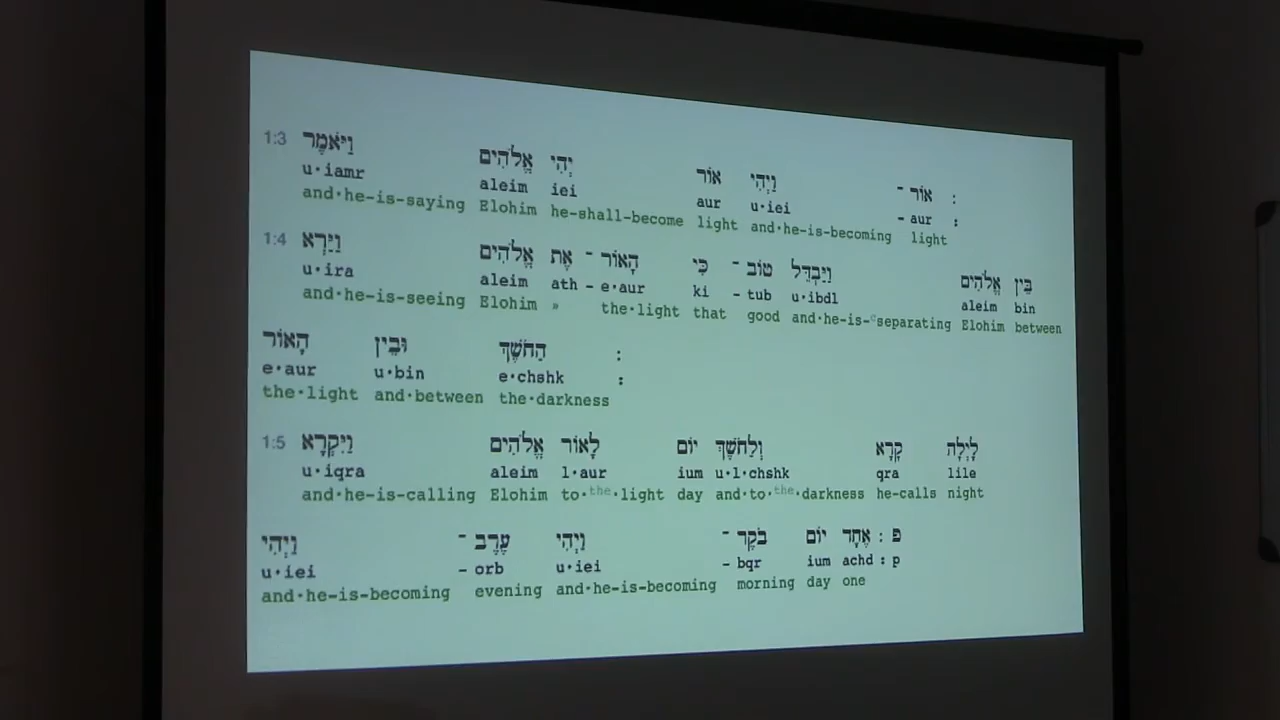 1:3 וַיֹּאמֶר אֱלֹהִים יְהִי אוֹר וַיְהִי ־ אוֹר :
u·iamr aleim iei aur u·iei - aur :
and·he-is-saying Elohim he-shall-become light and·he-is-becoming light
1:4 וַיַּרְא אֱלֹהִים אֶת ־ הָאוֹר כִּי ־ טוֹב וַיַּבְדֵּל אֱלֹהִים בֵּין
u·ira aleim ath - e·aur ki - tub u·ibdl aleim bin
and·he-is-seeing Elohim » the·light that good and·he-is-ᶜseparating Elohim between
הָאוֹר וּבֵין הַחֹשֶׁךְ :
e·aur u·bin e·chshk :
the·light and·between the·darkness
1:5 וַיִּקְרָא אֱלֹהִים לָאוֹר יוֹם וְלַחֹשֶׁךְ קָרָא לָיְלָה
u·iqra aleim l·aur ium u·l·chshk qra lile
and·he-is-calling Elohim to·the·light day and·to·the·darkness he-calls night
וַיְהִי ־ עֶרֶב וַיְהִי ־ בֹקֶר יוֹם אֶחָד : פ
u·iei - orb u·iei - bqr ium achd : p
and·he-is-becoming evening and·he-is-becoming morning day one